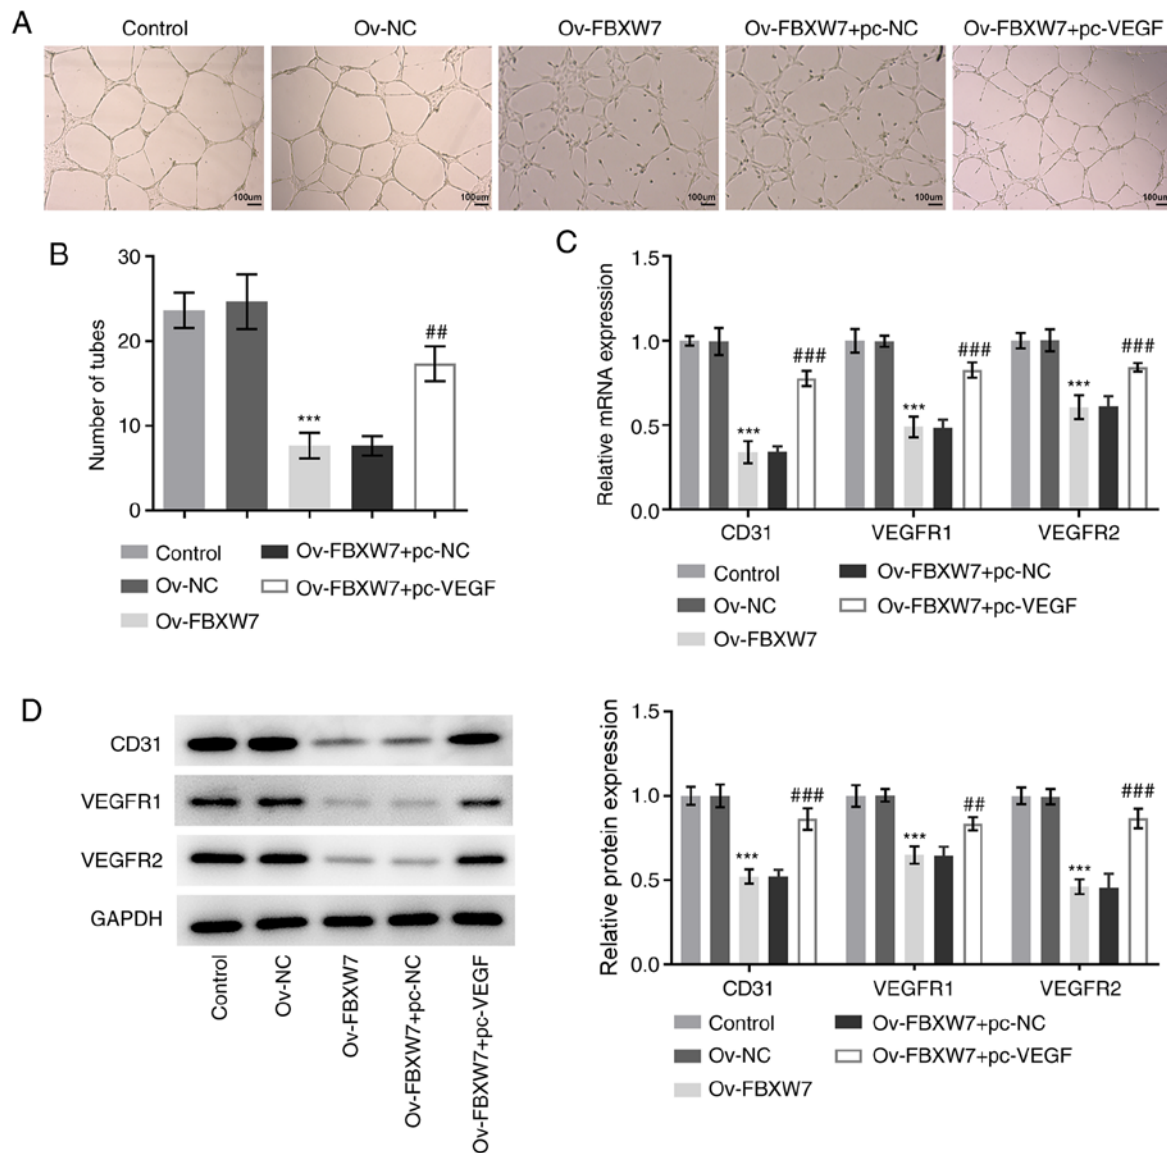 A
Control
Ov-NC
Ov-FBXW7
Ov-FBXW7+pc-NC
Ov-FBXW7+pc-VEGF
100um
100um
100um
100um
100um
B
Number of tubes
30
20
10
0
***
##
Control
Ov-NC
Ov-FBXW7
Ov-FBXW7+pc-NC
Ov-FBXW7+pc-VEGF
C
Relative mRNA expression
1.5
1.0
0.5
0.0
***
###
***
###
***
###
CD31
VEGFR1
VEGFR2
Control
Ov-NC
Ov-FBXW7
Ov-FBXW7+pc-NC
Ov-FBXW7+pc-VEGF
D
CD31
VEGFR1
VEGFR2
GAPDH
Control
Ov-NC
Ov-FBXW7
Ov-FBXW7+pc-NC
Ov-FBXW7+pc-VEGF
Relative protein expression
1.5
1.0
0.5
0.0
***
###
***
##
***
###
CD31
VEGFR1
VEGFR2
Control
Ov-NC
Ov-FBXW7
Ov-FBXW7+pc-NC
Ov-FBXW7+pc-VEGF